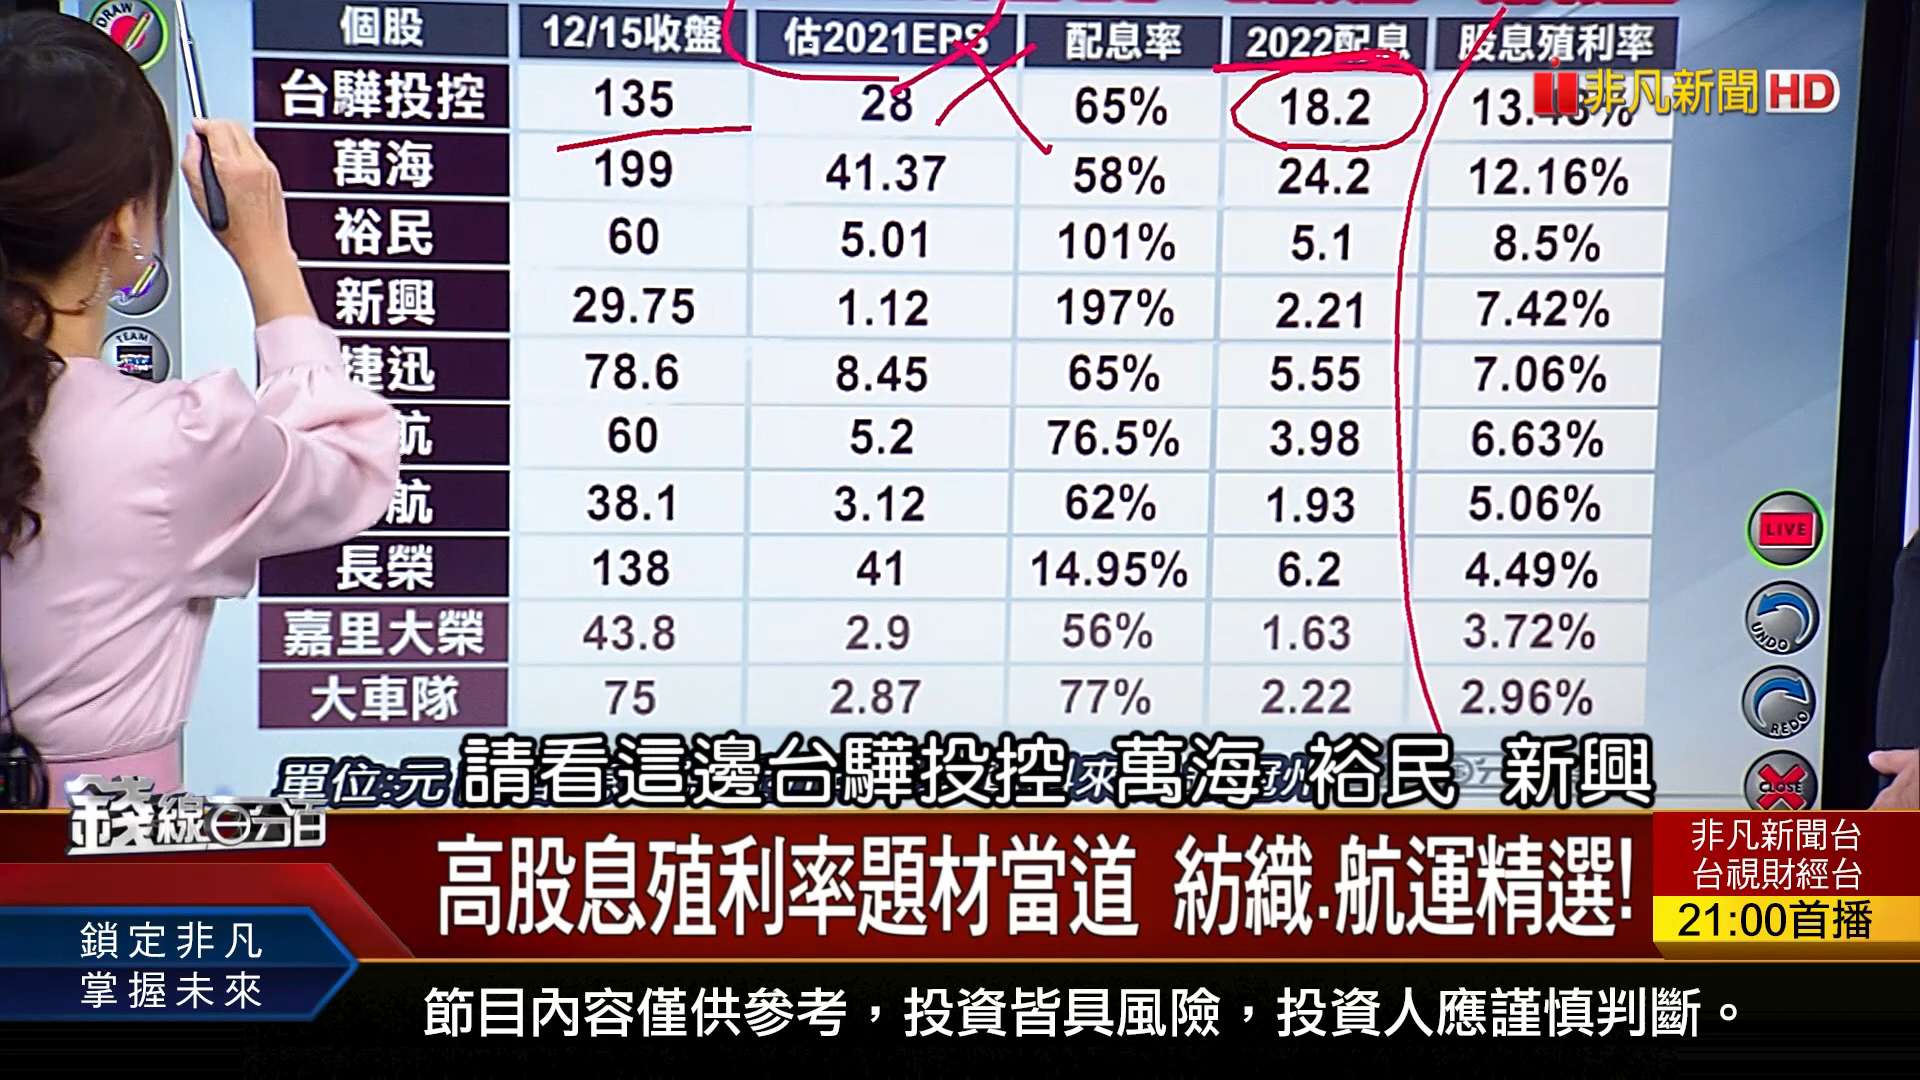 DRAW
個股 12/15收盤 估2021EPS 配息率 2022配息 股息殖利率
非凡新聞HD
台驊投控 135 28 65% 18.2
萬海 199 41.37 58% 24.2 12.16%
裕民 60 5.01 101% 5.1 8.5%
新興 29.75 1.12 197% 2.21 7.42%
TEAM
捷迅 78.6 8.45 65% 5.55 7.06%
航 60 5.2 76.5% 3.98 6.63%
航 38.1 3.12 62% 1.93 5.06%
LIVE
長榮 138 41 14.95% 6.2 4.49%
嘉里大榮 43.8 2.9 56% 1.63 3.72%
UNDO
大車隊 75 2.87 77% 2.22 2.96%
REDO
單位:元
請看這邊台驊投控 萬海 裕民 新興
CLOSE
錢線百分百
高股息殖利率題材當道 紡織.航運精選!
非凡新聞台
台視財經台
21:00首播
鎖定非凡
掌握未來
節目內容僅供參考，投資皆具風險，投資人應謹慎判斷。